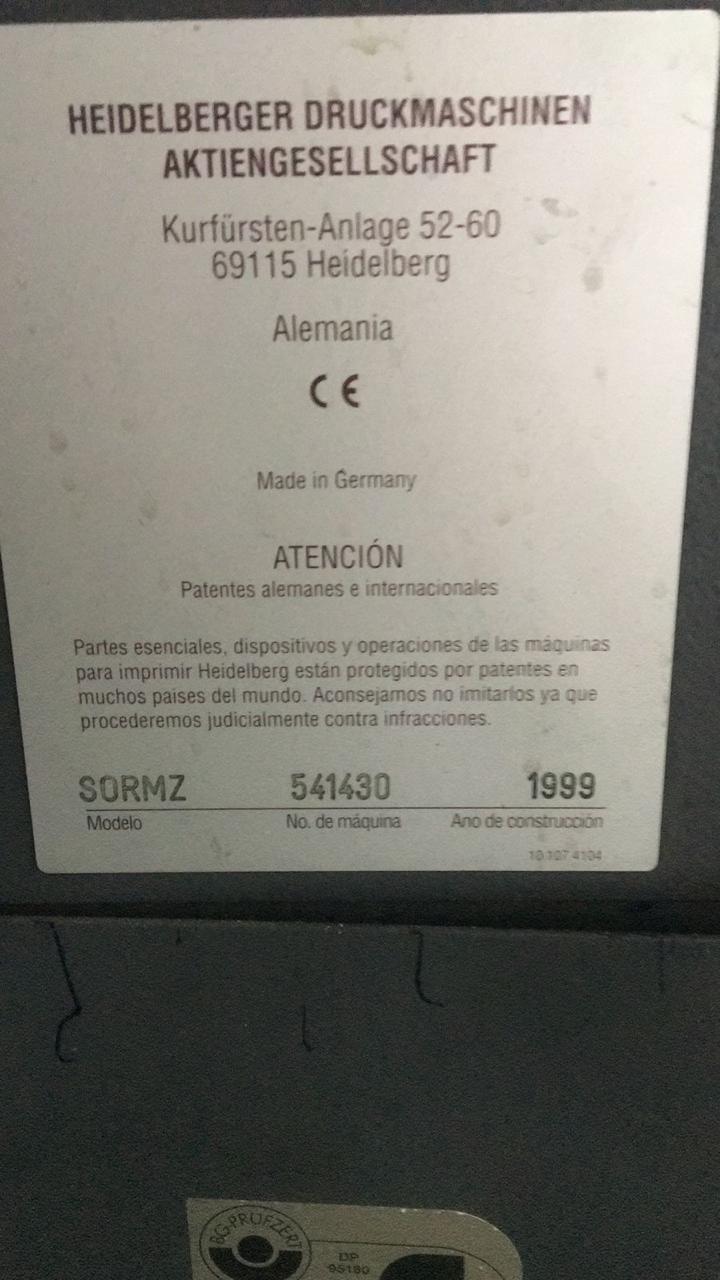 HEIDELBERGER DRUCKMASCHINEN
AKTIENGESELLSCHAFT
Kurfürsten-Anlage 52-60
69115 Heidelberg
Alemania
CE
Made in Germany
ATENCIÓN
Patentes alemanes e internacionales
Partes esenciales, dispositivos y operaciones de las máquinas
para imprimir Heidelberg están protegidos por patentes en
muchos paises del mundo. Aconsejamos no imitarlos ya que
procederemos judicialmente contra infracciones.
SORMZ 541430 1999
Modelo No. de máquina Ano de construcción
10.107 4104
BG-PRÜFZERT
DP
95180